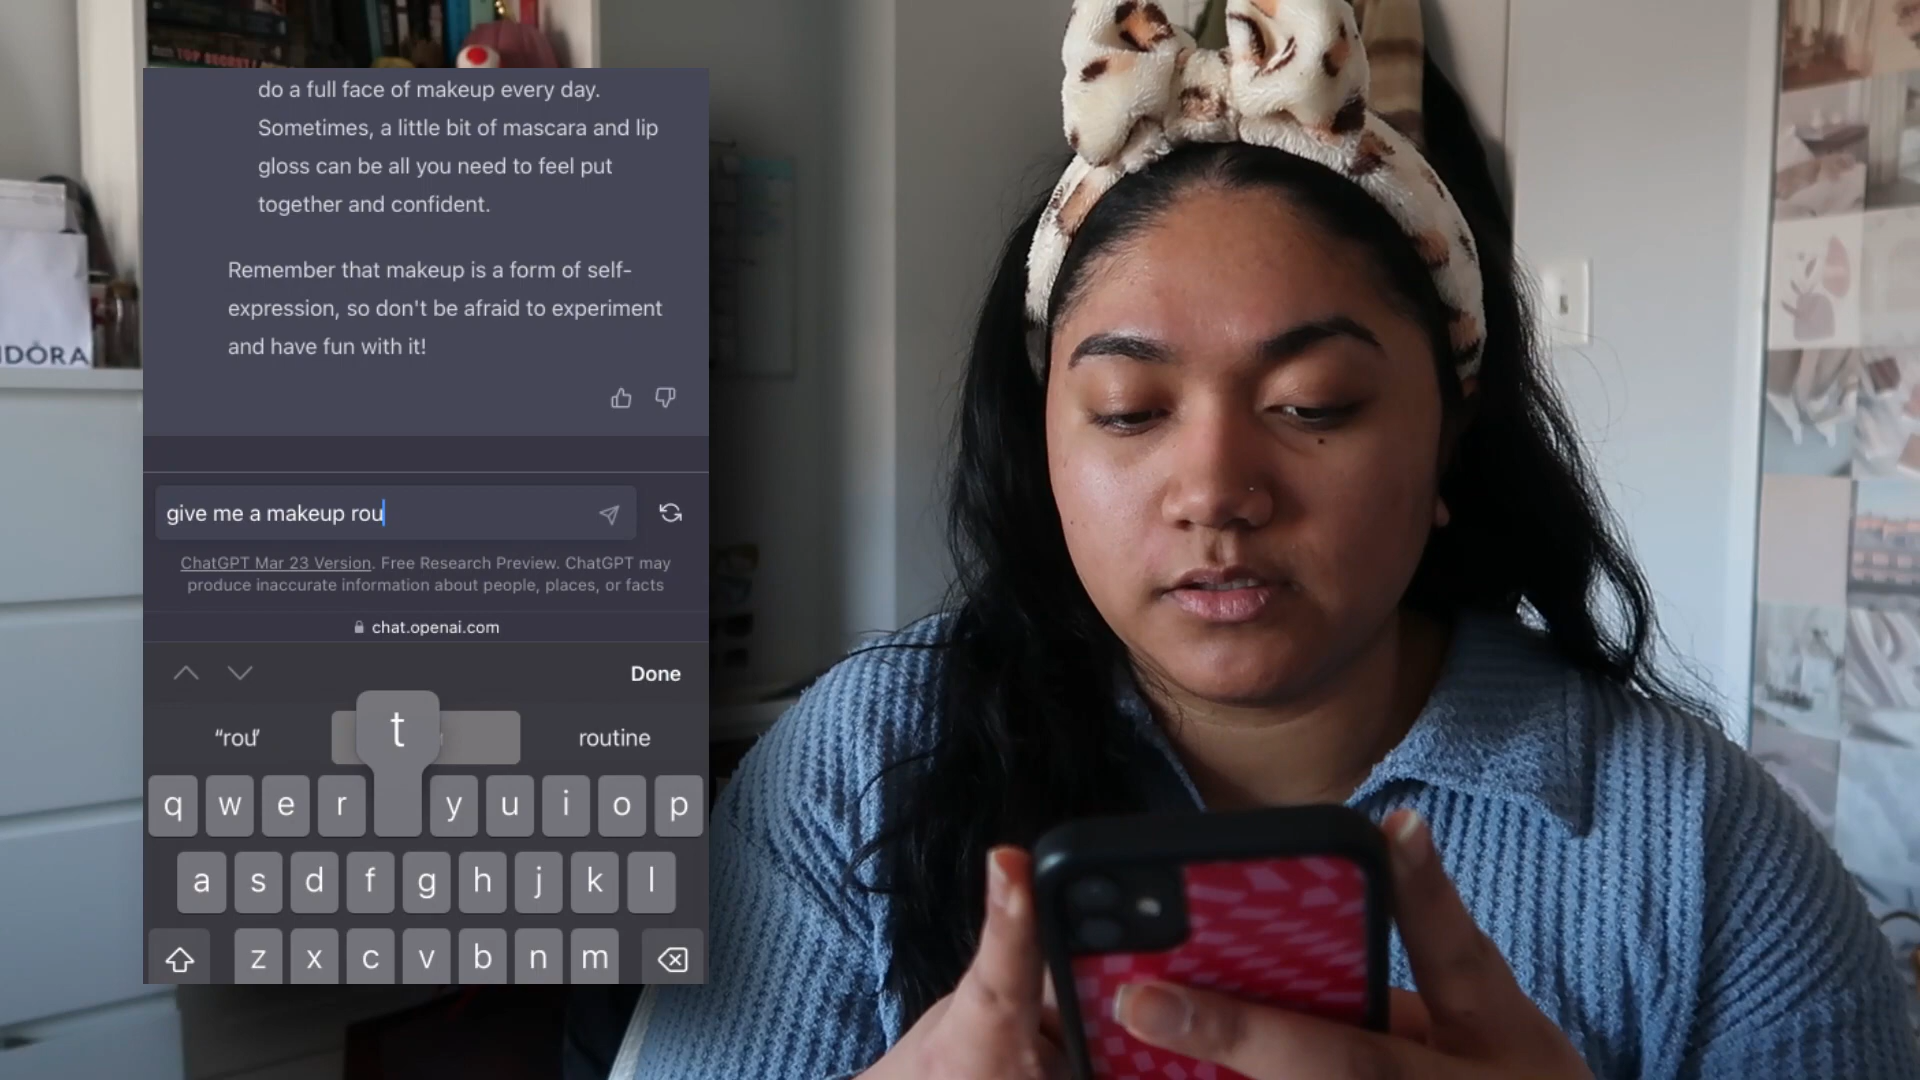 TOP SECRET/
do a full face of makeup every day.
Sometimes, a little bit of mascara and lip
gloss can be all you need to feel put
together and confident.
Remember that makeup is a form of self-
expression, so don't be afraid to experiment
and have fun with it!
NDÓRA
give me a makeup rou
ChatGPT Mar 23 Version. Free Research Preview. ChatGPT may
produce inaccurate information about people, places, or facts
chat.openai.com
Done
“rou” routine
t
q w e r y u i o p
a s d f g h j k l
z x c v b n m